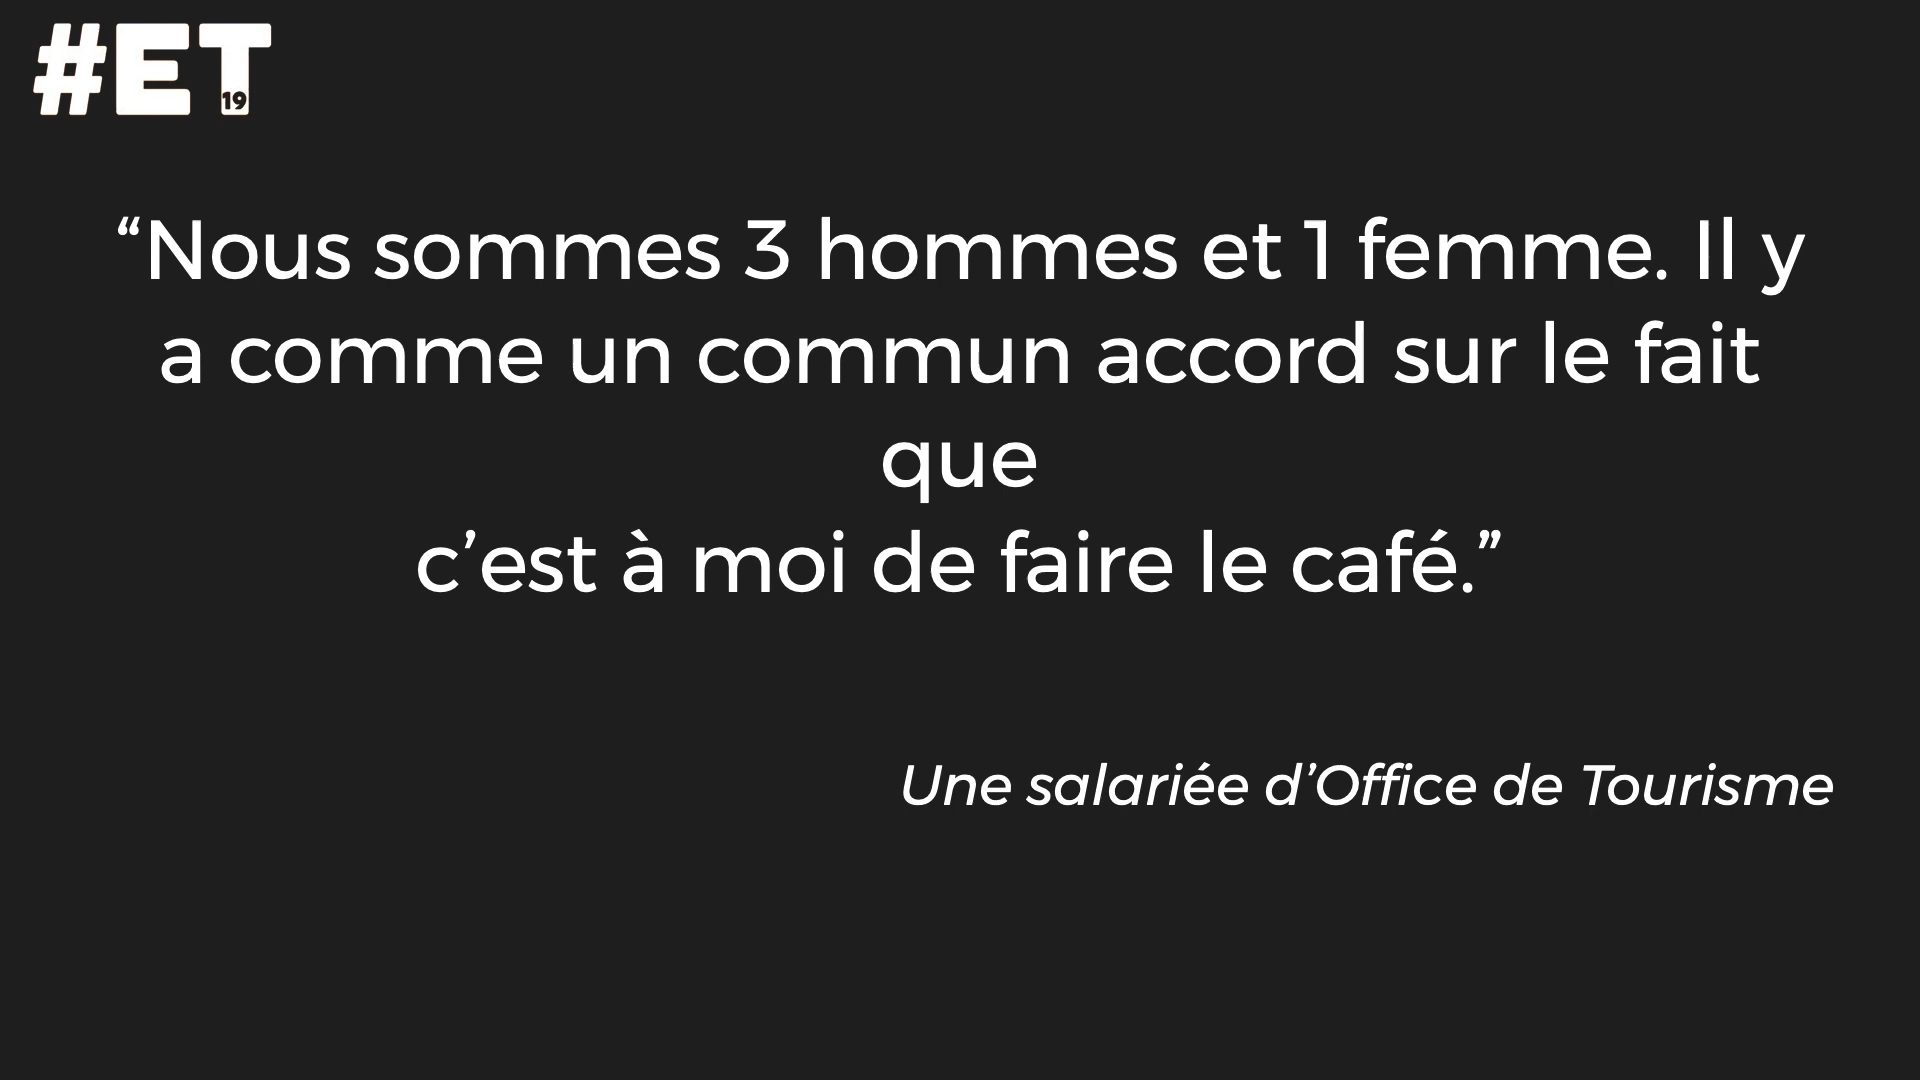 #ET
19
“Nous sommes 3 hommes et 1 femme. Il y
a comme un commun accord sur le fait
que
c’est à moi de faire le café.”
Une salariée d’Office de Tourisme